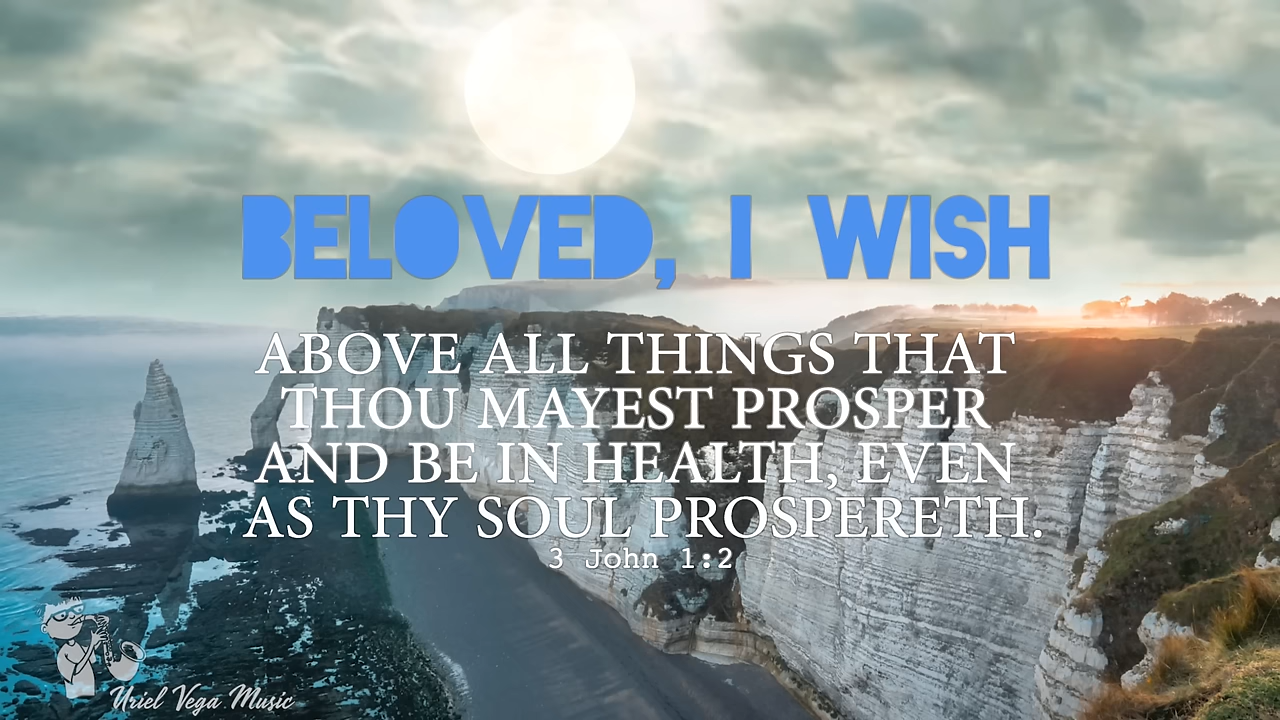 BELOVED, I WISH
ABOVE ALL THINGS THAT
THOU MAYEST PROSPER
AND BE IN HEALTH, EVEN
AS THY SOUL PROSPERETH.
3 John 1:2
Uriel Vega Music